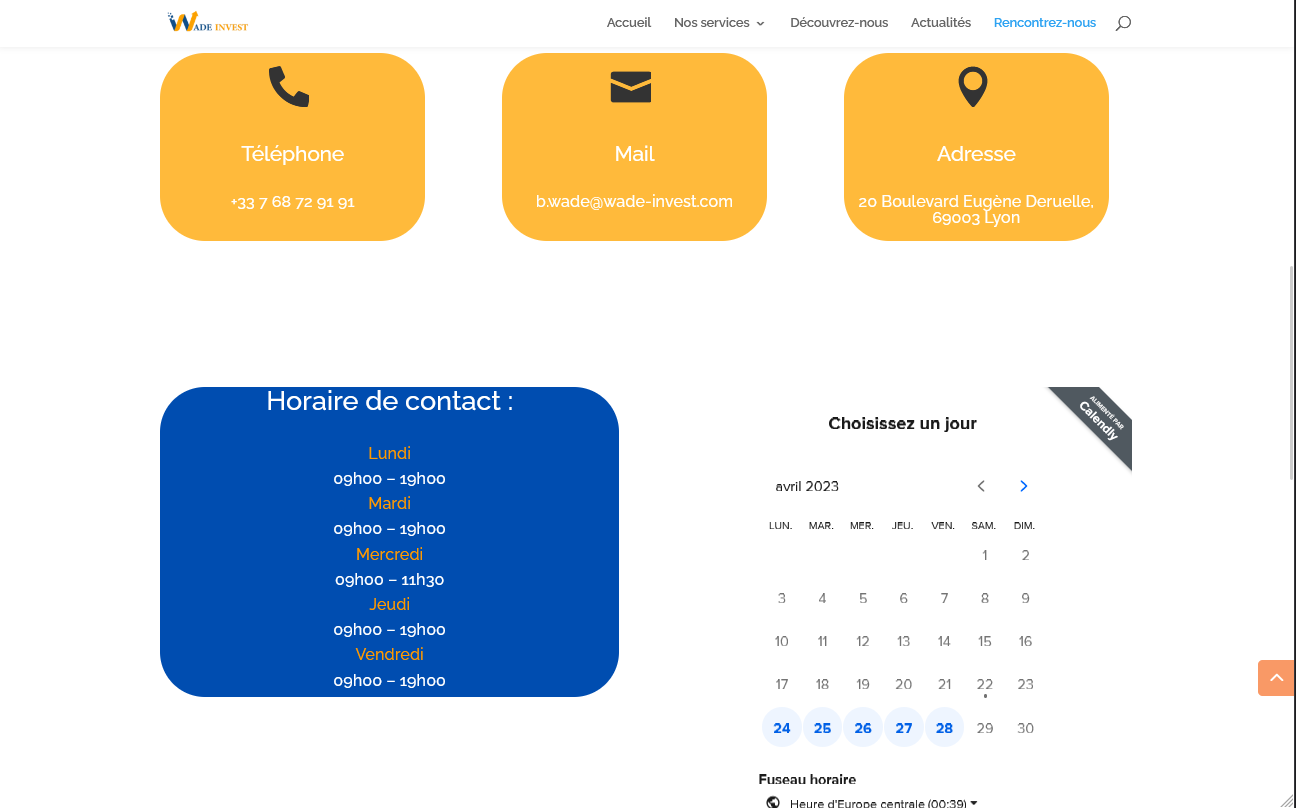 WADE INVEST
Accueil Nos services Découvrez-nous Actualités Rencontrez-nous
Téléphone
+33 7 68 72 91 91
Mail
b.wade@wade-invest.com
Adresse
20 Boulevard Eugène Deruelle,
69003 Lyon
Horaire de contact :
Lundi
09h00 – 19h00
Mardi
09h00 – 19h00
Mercredi
09h00 – 11h30
Jeudi
09h00 – 19h00
Vendredi
09h00 – 19h00
ALIMENTÉ PAR
Calendly
Choisissez un jour
avril 2023
LUN. MAR. MER. JEU. VEN. SAM. DIM.
1 2
3 4 5 6 7 8 9
10 11 12 13 14 15 16
17 18 19 20 21 22 23
24 25 26 27 28 29 30
Fuseau horaire
Heure d'Europe centrale (00:39)